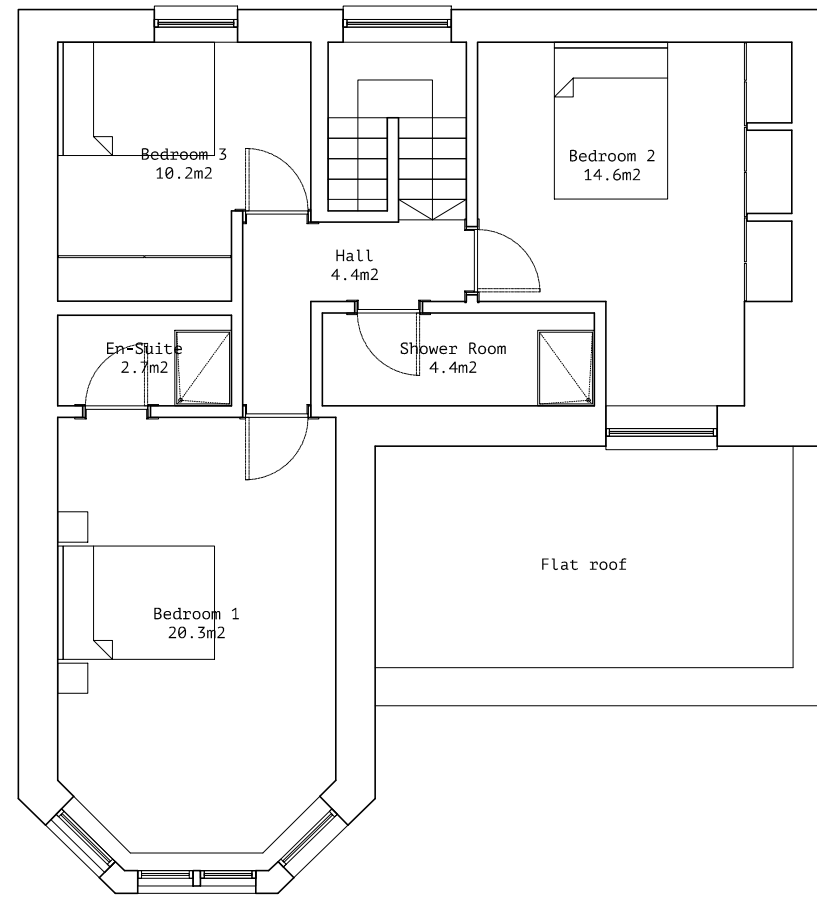 Bedroom 3
10.2m2
Bedroom 2
14.6m2
Hall
4.4m2
En-Suite
2.7m2
Shower Room
4.4m2
Flat roof
Bedroom 1
20.3m2